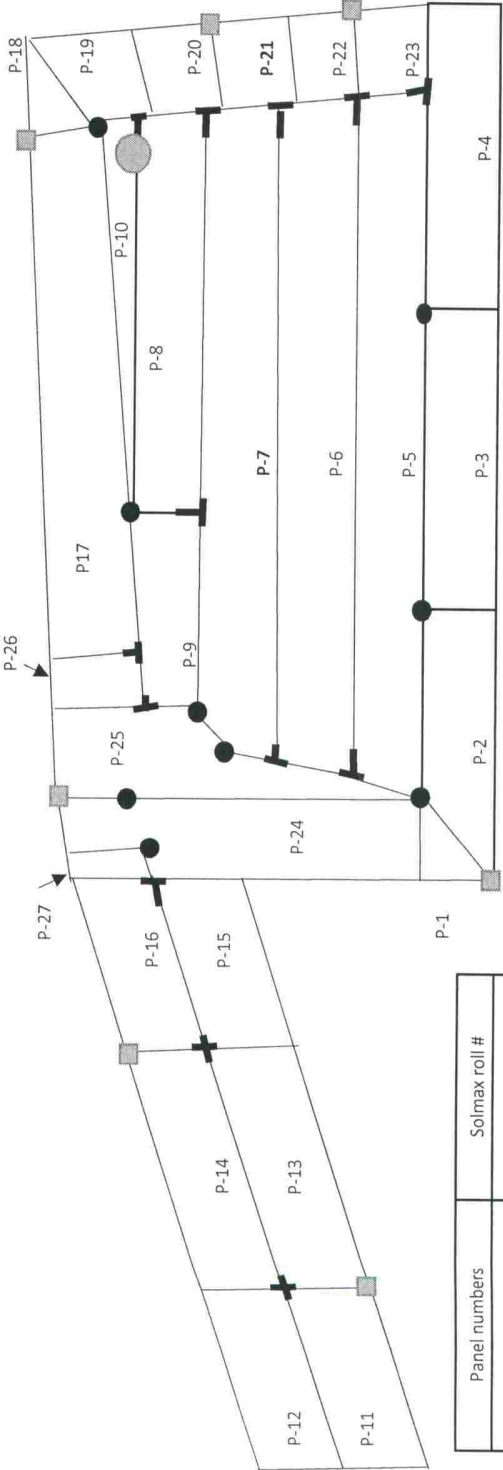 P-18
P-19
P-20
P-21
P-22
P-23
P-10
P-8
P-7
P-6
P-5
P-4
P-3
P-2
P17
P-26
P-9
P-25
P-24
P-27
P-1
P-16
P-15
P-14
P-13
P-12
P-11
Panel numbers
Solmax roll #